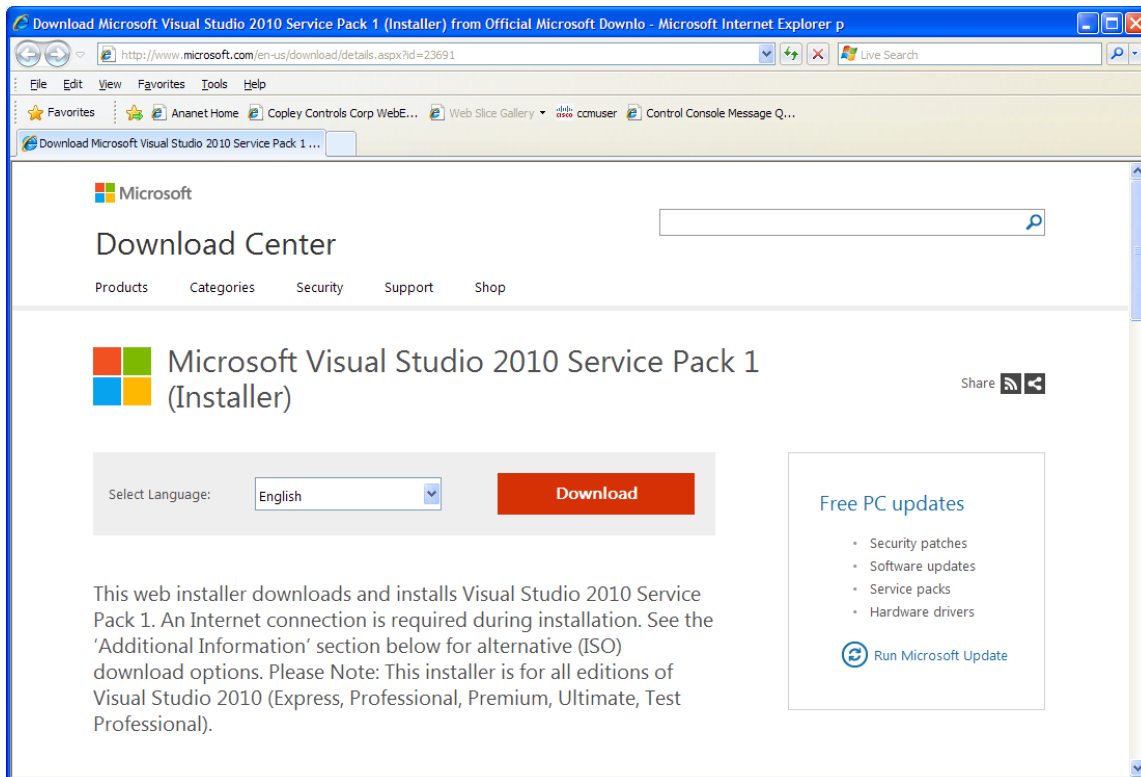 Download Microsoft Visual Studio 2010 Service Pack 1 (Installer) from Official Microsoft Downlo - Microsoft Internet Explorer p
http://www.microsoft.com/en-us/download/details.aspx?id=23691
Live Search
File Edit View Favorites Tools Help
Favorites Ananet Home Copley Controls Corp WebE... Web Slice Gallery cisco ccmuser Control Console Message Q...
Download Microsoft Visual Studio 2010 Service Pack 1 ...
Microsoft
Download Center
Products Categories Security Support Shop
Microsoft Visual Studio 2010 Service Pack 1
(Installer)
Share
Select Language: English Download
Free PC updates
• Security patches
• Software updates
• Service packs
• Hardware drivers
Run Microsoft Update
This web installer downloads and installs Visual Studio 2010 Service
Pack 1. An Internet connection is required during installation. See the
‘Additional Information’ section below for alternative (ISO)
download options. Please Note: This installer is for all editions of
Visual Studio 2010 (Express, Professional, Premium, Ultimate, Test
Professional).